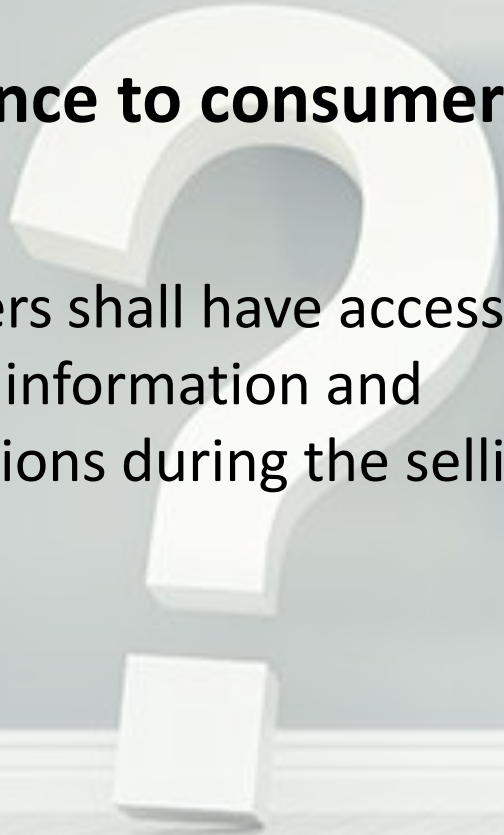 nce to consumer
ers shall have access
information and
ions during the selli